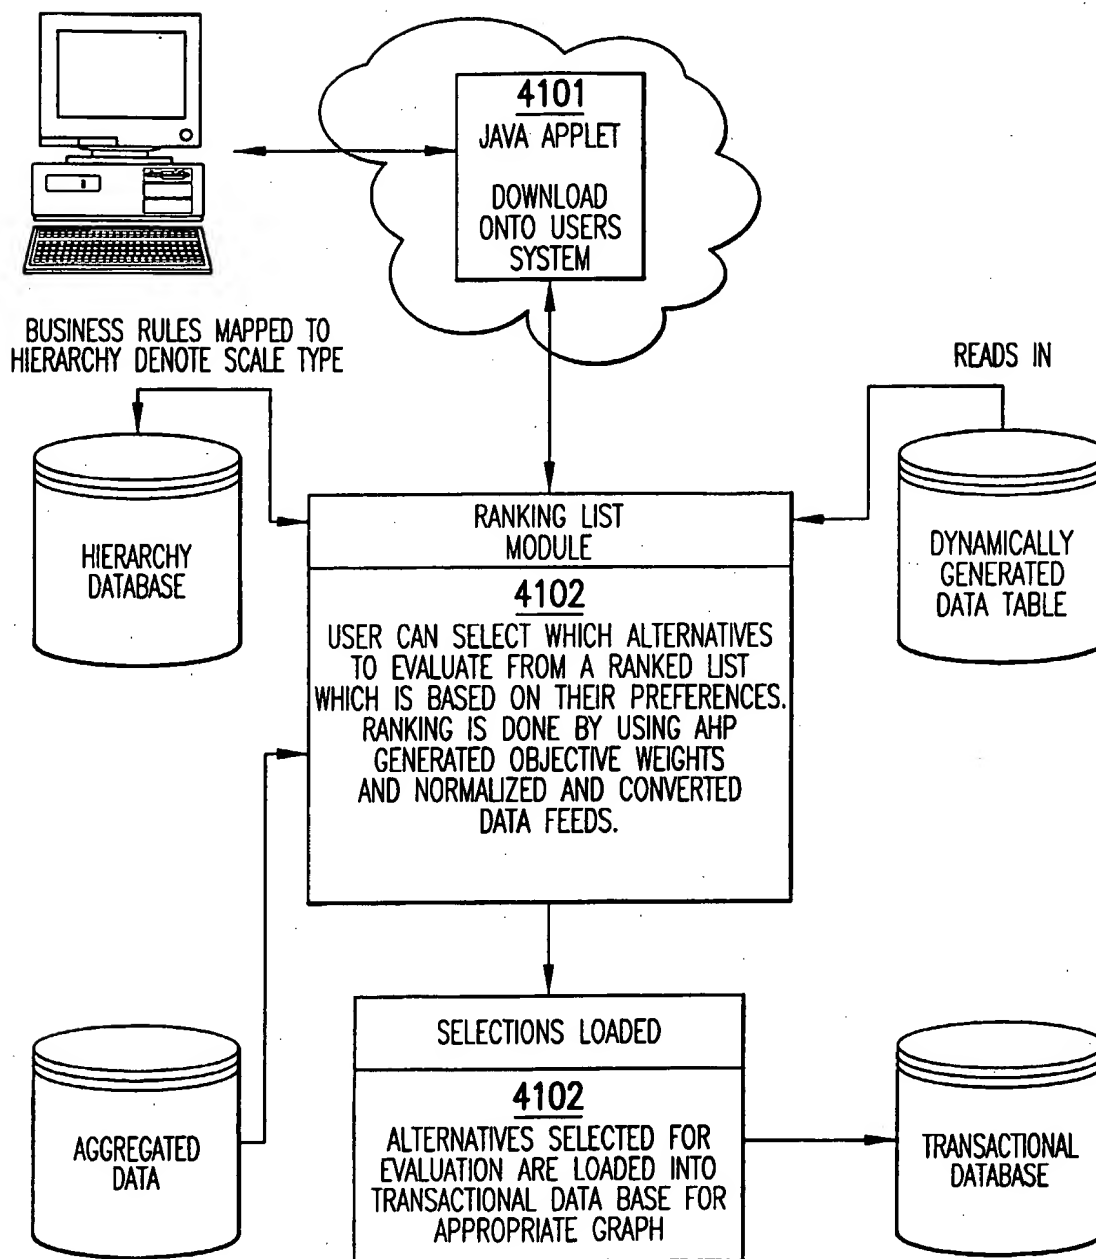 4101
JAVA APPLET
DOWNLOAD
ONTO USERS
SYSTEM
BUSINESS RULES MAPPED TO
HIERARCHY DENOTE SCALE TYPE
READS IN
HIERARCHY
DATABASE
RANKING LIST
MODULE
DYNAMICALLY
GENERATED
DATA TABLE
4102
USER CAN SELECT WHICH ALTERNATIVES
TO EVALUATE FROM A RANKED LIST
WHICH IS BASED ON THEIR PREFERENCES.
RANKING IS DONE BY USING AHP
GENERATED OBJECTIVE WEIGHTS
AND NORMALIZED AND CONVERTED
DATA FEEDS.
AGGREGATED
DATA
SELECTIONS LOADED
4102
ALTERNATIVES SELECTED FOR
EVALUATION ARE LOADED INTO
TRANSACTIONAL DATA BASE FOR
APPROPRIATE GRAPH
TRANSACTIONAL
DATABASE